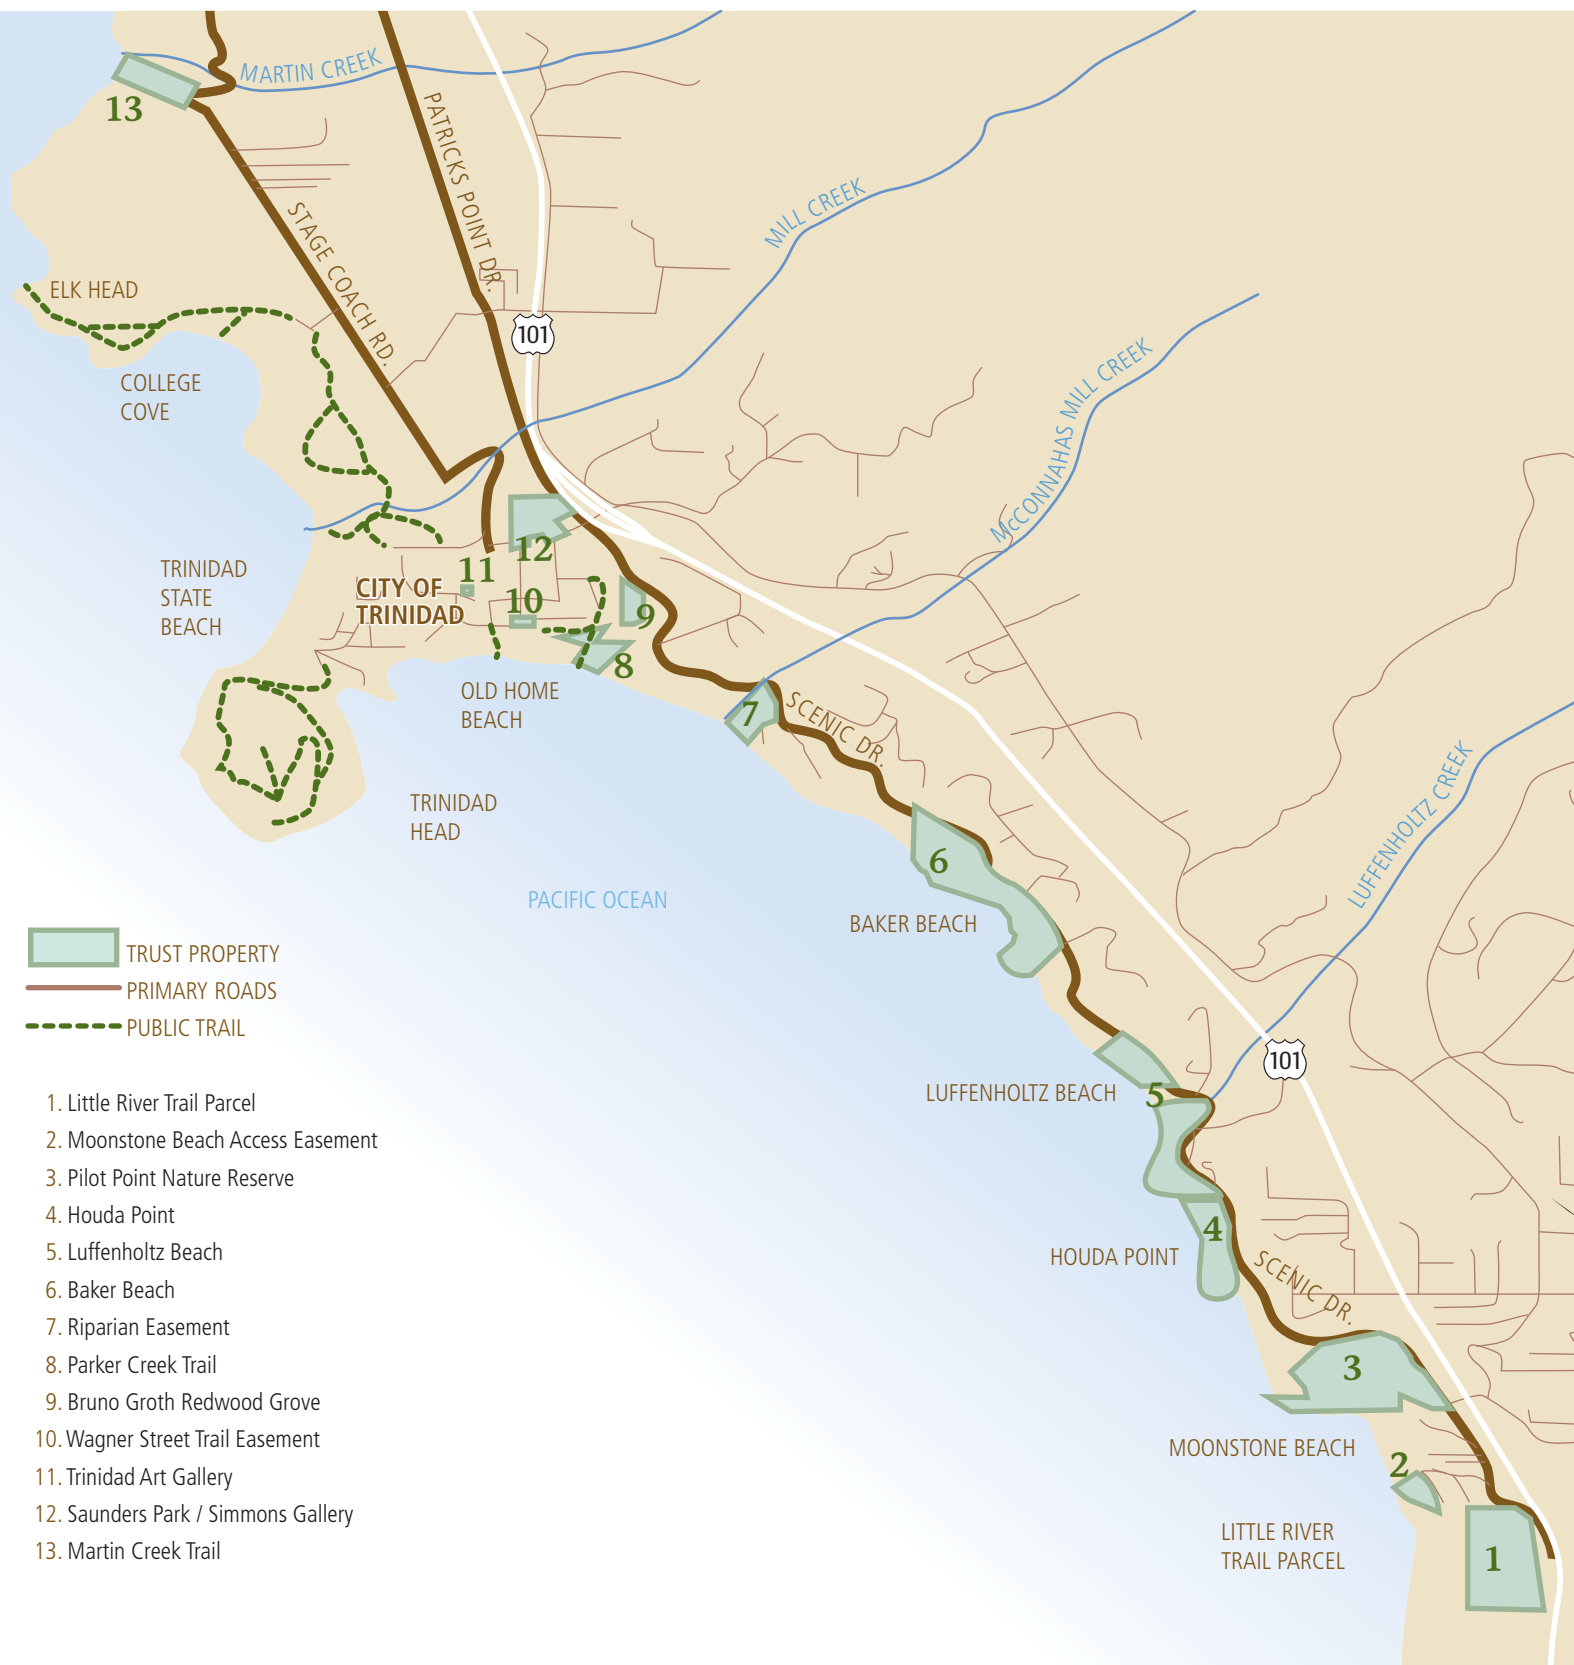 MARTIN CREEK
13
PATRICKS POINT DR.
MILL CREEK
STAGE COACH RD.
ELK HEAD
101
COLLEGE
COVE
McCONNAHAS MILL CREEK
12
TRINIDAD
STATE
BEACH
11
CITY OF
TRINIDAD
10
9
8
OLD HOME
BEACH
7
SCENIC DR.
TRINIDAD
HEAD
LUFFENHOLTZ CREEK
6
PACIFIC OCEAN
BAKER BEACH
TRUST PROPERTY
PRIMARY ROADS
PUBLIC TRAIL
101
LUFFENHOLTZ BEACH
5
4
HOUDA POINT
SCENIC DR.
3
MOONSTONE BEACH
2
LITTLE RIVER
TRAIL PARCEL
1
1. Little River Trail Parcel
2. Moonstone Beach Access Easement
3. Pilot Point Nature Reserve
4. Houda Point
5. Luffenholtz Beach
6. Baker Beach
7. Riparian Easement
8. Parker Creek Trail
9. Bruno Groth Redwood Grove
10. Wagner Street Trail Easement
11. Trinidad Art Gallery
12. Saunders Park / Simmons Gallery
13. Martin Creek Trail